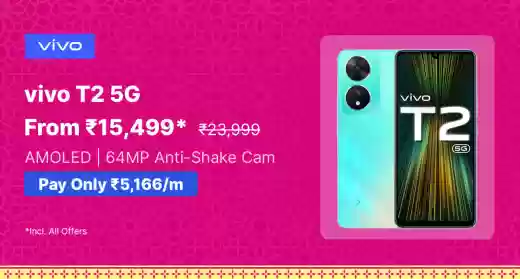 vivo
vivo T2 5G
From ₹15,499* ₹23,999
AMOLED | 64MP Anti-Shake Cam
Pay Only ₹5,166/m
*Incl. All Offers
vivo
T2
5G